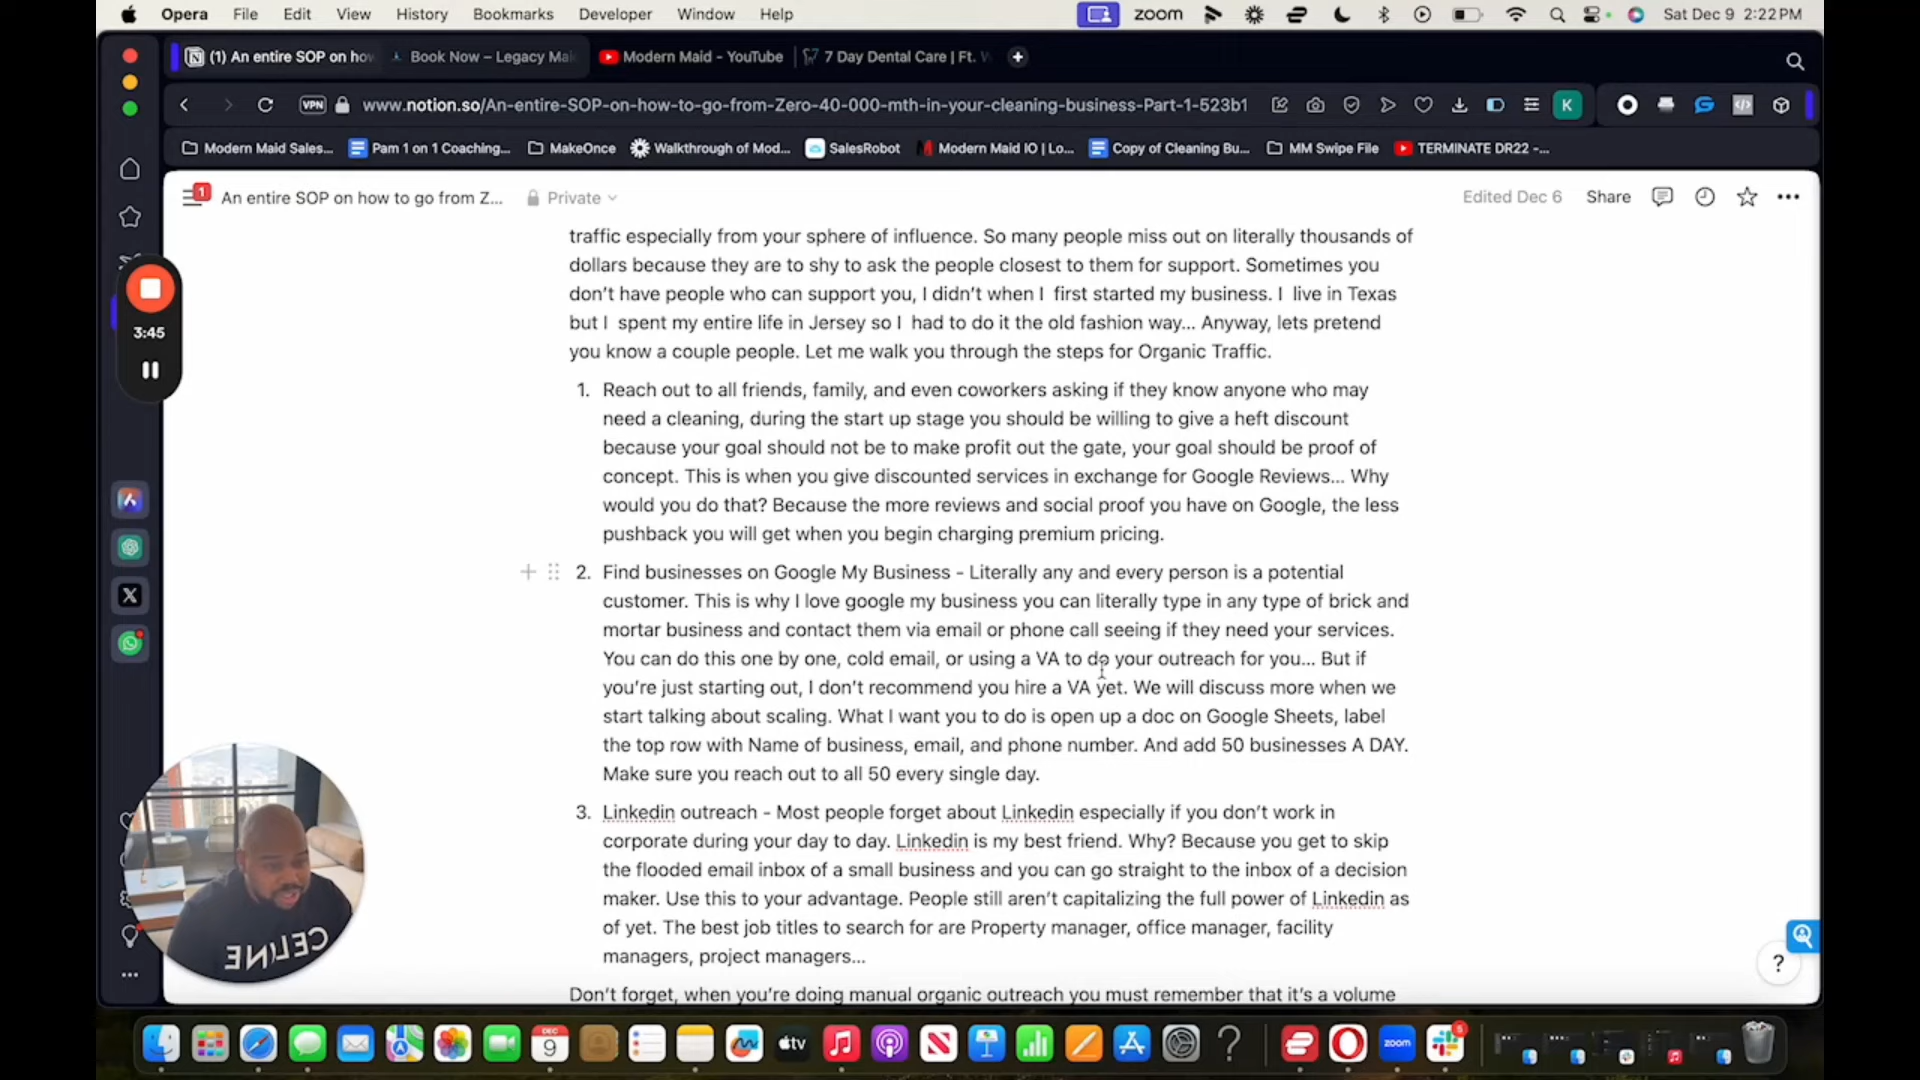 Opera File Edit View History Bookmarks Developer Window Help zoom Sat Dec 9 2:22 PM
(1) An entire SOP on how Book Now – Legacy Mai Modern Maid - YouTube 7 Day Dental Care | Ft. W
VPN www.notion.so/An-entire-SOP-on-how-to-go-from-Zero-40-000-mth-in-your-cleaning-business-Part-1-523b1 K
Modern Maid Sales... Pam 1 on 1 Coaching... MakeOnce Walkthrough of Mod... SalesRobot Modern Maid IO | Lo... Copy of Cleaning Bu... MM Swipe File TERMINATE DR22 -...
1 An entire SOP on how to go from Z... Private Edited Dec 6 Share
traffic especially from your sphere of influence. So many people miss out on literally thousands of
dollars because they are to shy to ask the people closest to them for support. Sometimes you
don't have people who can support you, I didn't when I first started my business. I live in Texas
but I spent my entire life in Jersey so I had to do it the old fashion way... Anyway, lets pretend
you know a couple people. Let me walk you through the steps for Organic Traffic.
1. Reach out to all friends, family, and even coworkers asking if they know anyone who may
need a cleaning, during the start up stage you should be willing to give a heft discount
because your goal should not be to make profit out the gate, your goal should be proof of
concept. This is when you give discounted services in exchange for Google Reviews... Why
would you do that? Because the more reviews and social proof you have on Google, the less
pushback you will get when you begin charging premium pricing.
2. Find businesses on Google My Business - Literally any and every person is a potential
customer. This is why I love google my business you can literally type in any type of brick and
mortar business and contact them via email or phone call seeing if they need your services.
You can do this one by one, cold email, or using a VA to do your outreach for you... But if
you're just starting out, I don't recommend you hire a VA yet. We will discuss more when we
start talking about scaling. What I want you to do is open up a doc on Google Sheets, label
the top row with Name of business, email, and phone number. And add 50 businesses A DAY.
Make sure you reach out to all 50 every single day.
3. Linkedin outreach - Most people forget about Linkedin especially if you don't work in
corporate during your day to day. Linkedin is my best friend. Why? Because you get to skip
the flooded email inbox of a small business and you can go straight to the inbox of a decision
maker. Use this to your advantage. People still aren't capitalizing the full power of Linkedin as
of yet. The best job titles to search for are Property manager, office manager, facility
managers, project managers...
Don't forget, when you're doing manual organic outreach you must remember that it's a volume
3:45
CELINE
?
DEC 9 tv zoom 5